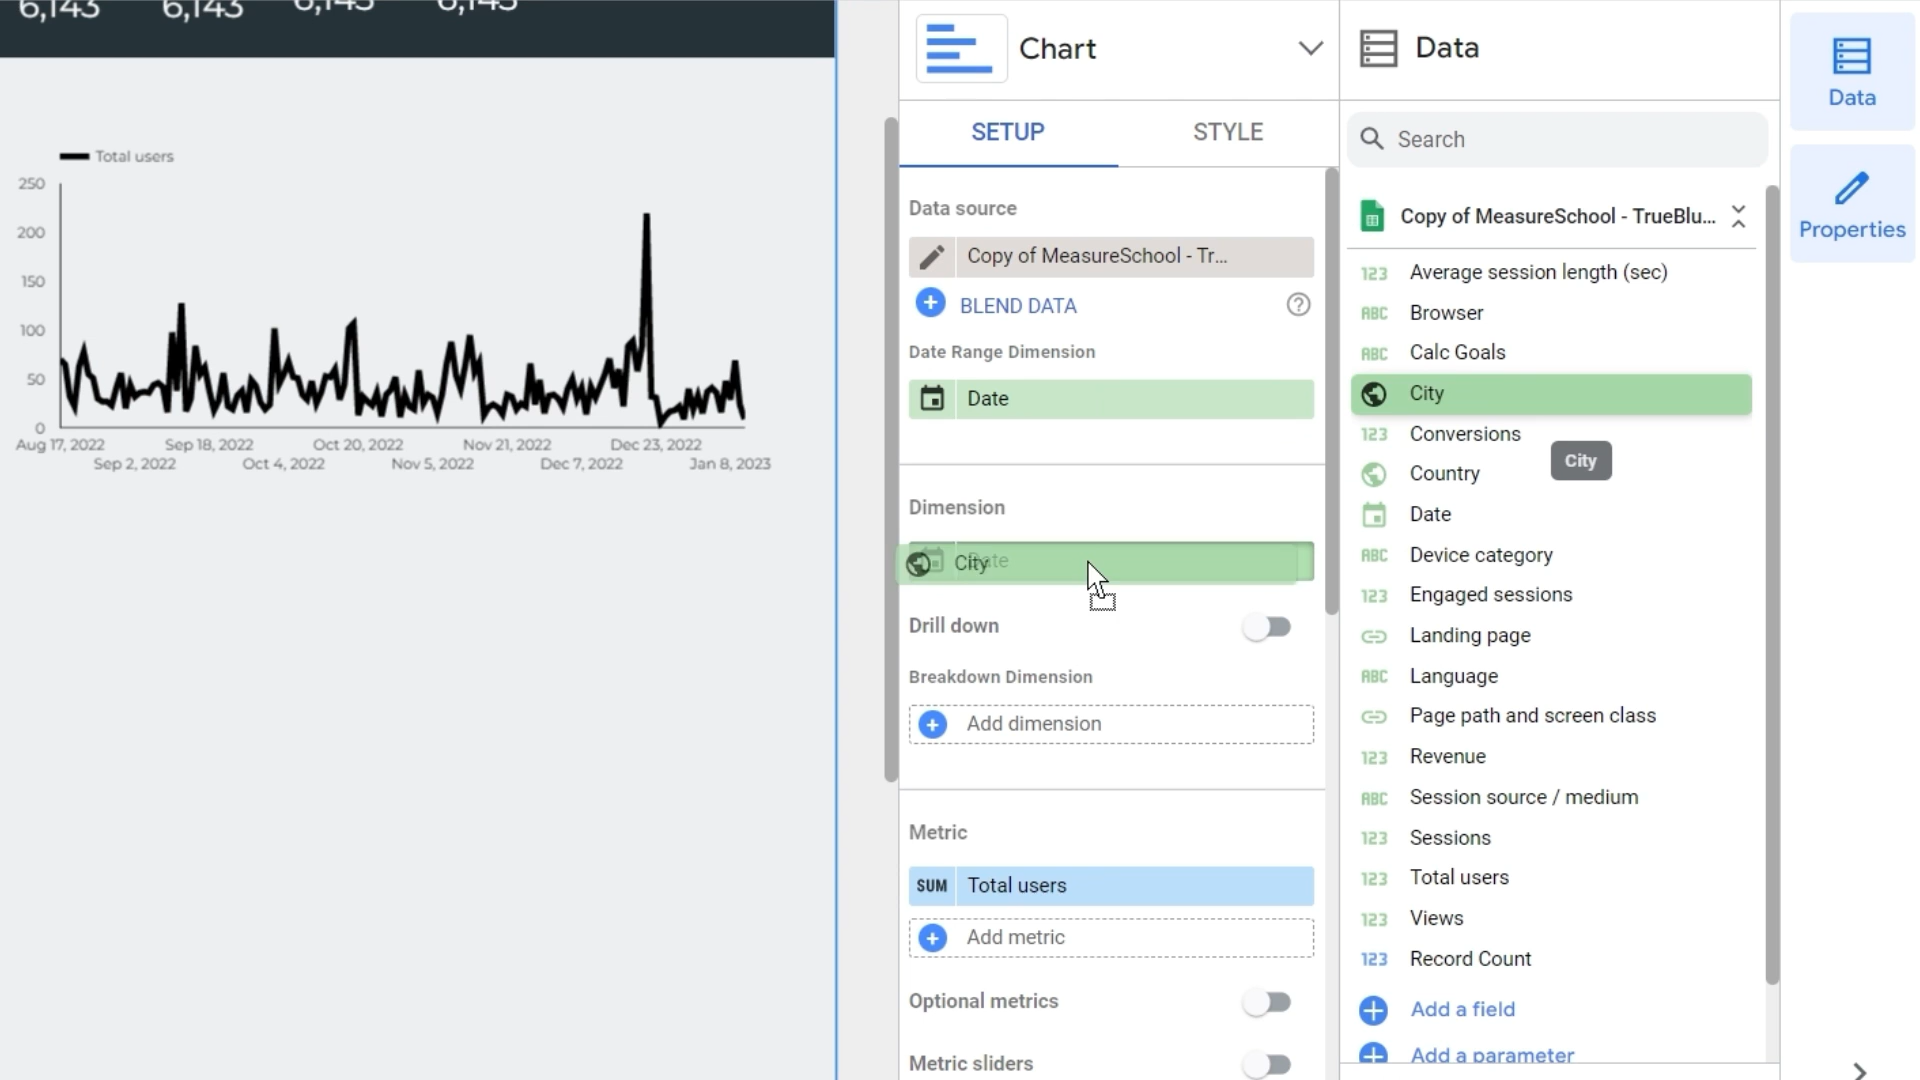 6,143 6,143 6,143 6,143
Total users
250
200
150
100
50
0
Aug 17, 2022 Sep 18, 2022 Oct 20, 2022 Nov 21, 2022 Dec 23, 2022
Sep 2, 2022 Oct 4, 2022 Nov 5, 2022 Dec 7, 2022 Jan 8, 2023
Chart
SETUP STYLE
Data source
Copy of MeasureSchool - Tr...
BLEND DATA
Date Range Dimension
Date
Dimension
City
Date
Drill down
Breakdown Dimension
Add dimension
Metric
SUM Total users
Add metric
Optional metrics
Metric sliders
Data
Search
Copy of MeasureSchool - TrueBlu...
123 Average session length (sec)
ABC Browser
ABC Calc Goals
City
123 Conversions
City
Country
Date
ABC Device category
123 Engaged sessions
Landing page
ABC Language
Page path and screen class
123 Revenue
ABC Session source / medium
123 Sessions
123 Total users
123 Views
123 Record Count
Add a field
Add a parameter
Data
Properties